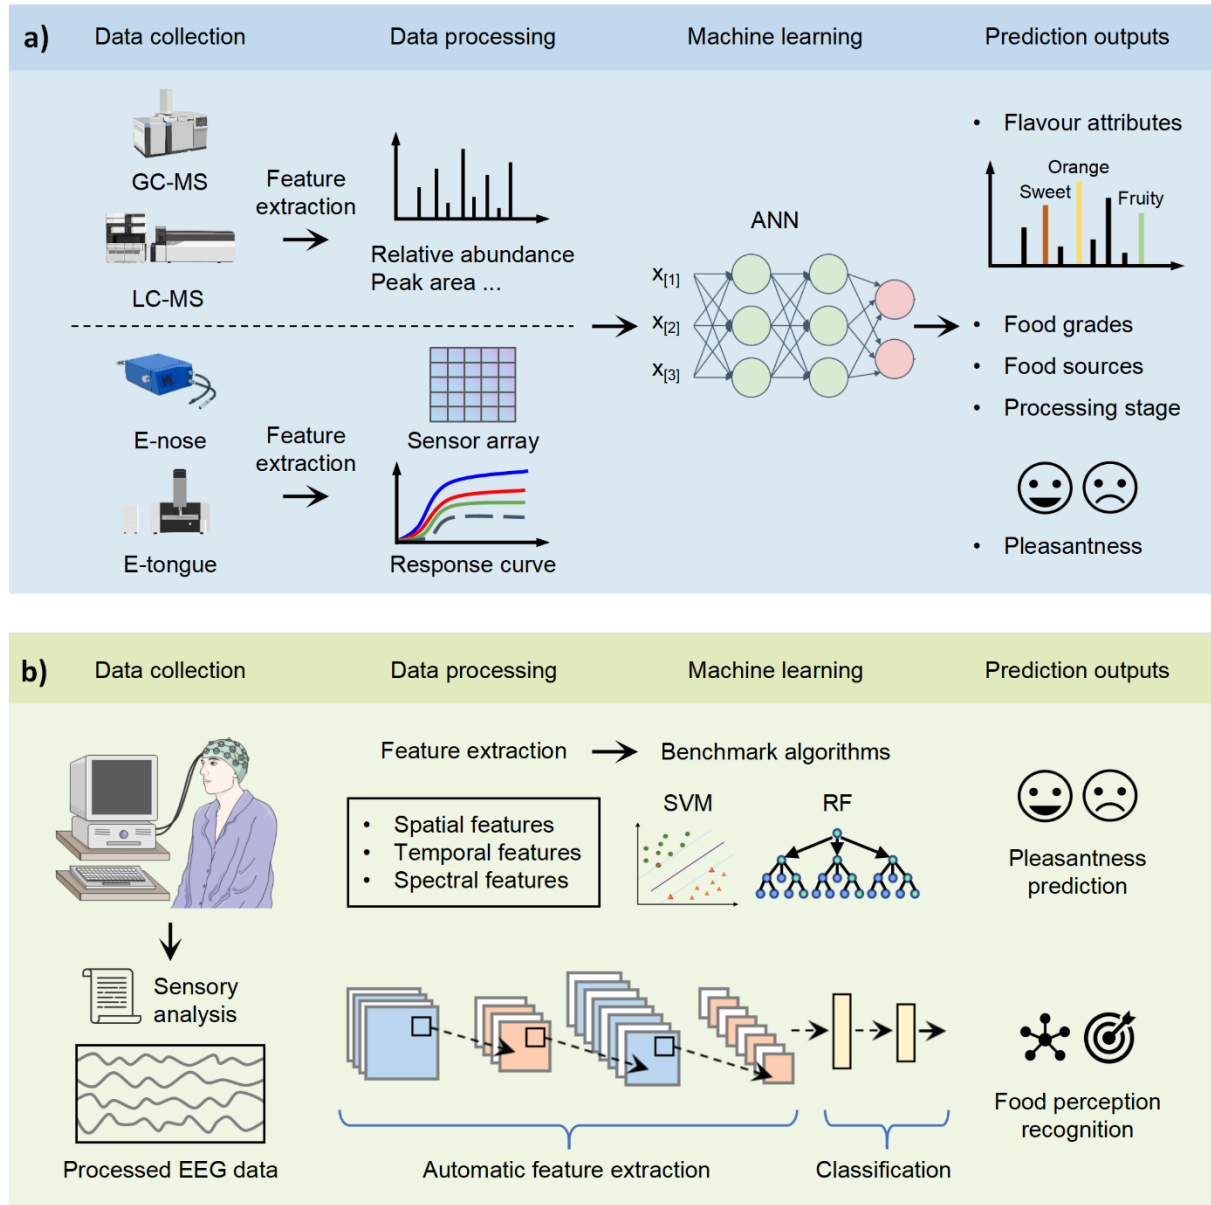 a)
Data collection
Data processing
Machine learning
Prediction outputs
GC-MS
LC-MS
Feature
extraction
Relative abundance
Peak area ...
E-nose
E-tongue
Feature
extraction
Sensor array
Response curve
ANN
x[1]
x[2]
x[3]
• Flavour attributes
Orange
Sweet
Fruity
• Food grades
• Food sources
• Processing stage
• Pleasantness
b)
Data collection
Data processing
Machine learning
Prediction outputs
Feature extraction
Benchmark algorithms
• Spatial features
• Temporal features
• Spectral features
SVM
RF
Pleasantness
prediction
Sensory
analysis
Processed EEG data
Automatic feature extraction
Classification
Food perception
recognition